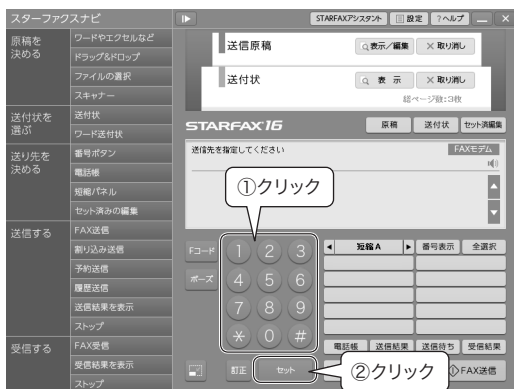 スターファクスナビ
STARFAXアシスタント 設定 ?ヘルプ
原稿を
決める
ワードやエクセルなど
ドラッグ&ドロップ
ファイルの選択
スキャナー
送付状を
選ぶ
送付状
ワード送付状
送り先を
決める
番号ボタン
電話帳
短縮パネル
セット済みの編集
送信する
FAX送信
割り込み送信
予約送信
履歴送信
送信結果を表示
ストップ
受信する
FAX受信
受信結果を表示
ストップ
送信原稿 表示/編集 取り消し
送付状 表示 取り消し
総ページ数:3枚
STARFAX16 原稿 送付状 セット済編集
送信先を指定してください FAXモデム
①クリック
Fコード 1 2 3 短縮A 番号表示 全選択
ポーズ 4 5 6
7 8 9
* 0 #
電話帳 送信結果 送信待ち 受信結果
訂正 セット ②クリック FAX送信